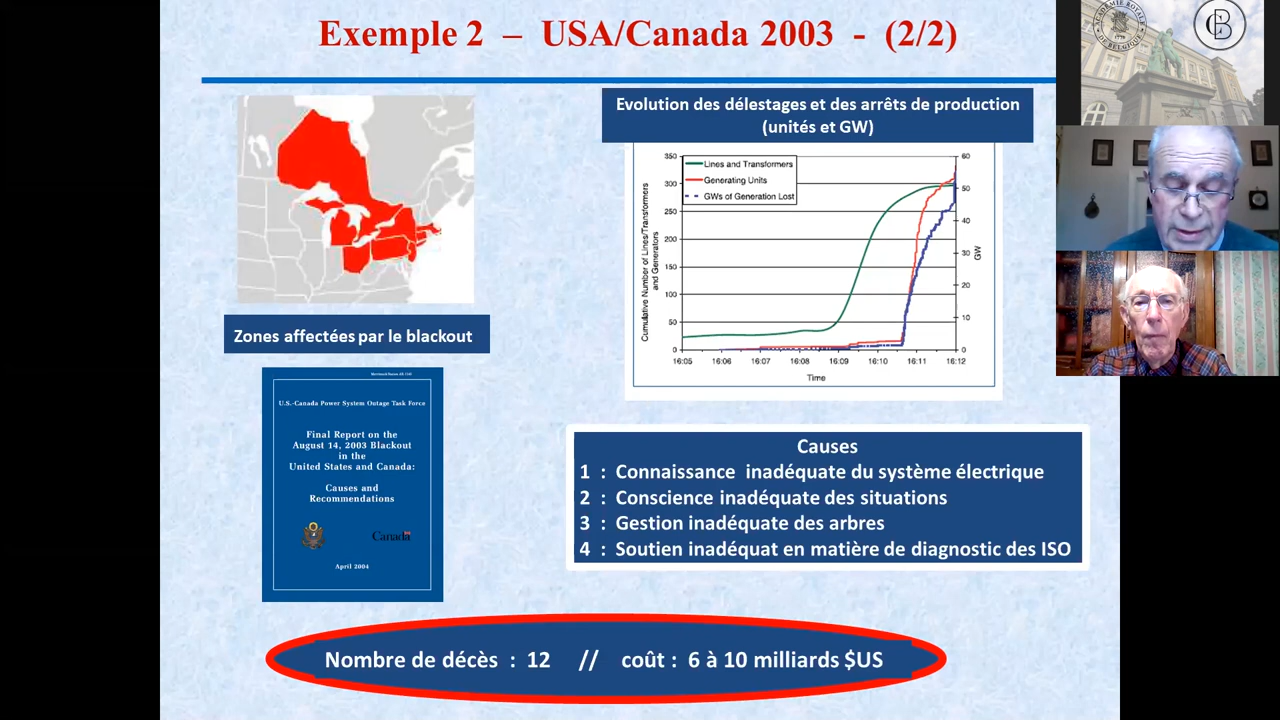 Exemple 2 – USA/Canada 2003 - (2/2)
ACADÉMIE ROYALE
DE BELGIQUE
Evolution des délestages et des arrêts de production
(unités et GW)
350
300
250
200
150
100
50
0
Cumulative Number of Lines/Transformers
and Generators
Lines and Transformers
Generating Units
GWs of Generation Lost
60
50
40
30
20
10
0
GW
16:05 16:06 16:07 16:08 16:09 16:10 16:11 16:12
Time
Zones affectées par le blackout
U.S.-Canada Power System Outage Task Force
Final Report on the
August 14, 2003 Blackout
in the
United States and Canada:
Causes and
Recommendations
Canada
April 2004
Causes
1 : Connaissance inadéquate du système électrique
2 : Conscience inadéquate des situations
3 : Gestion inadéquate des arbres
4 : Soutien inadéquat en matière de diagnostic des ISO
Nombre de décès : 12 // coût : 6 à 10 milliards $US